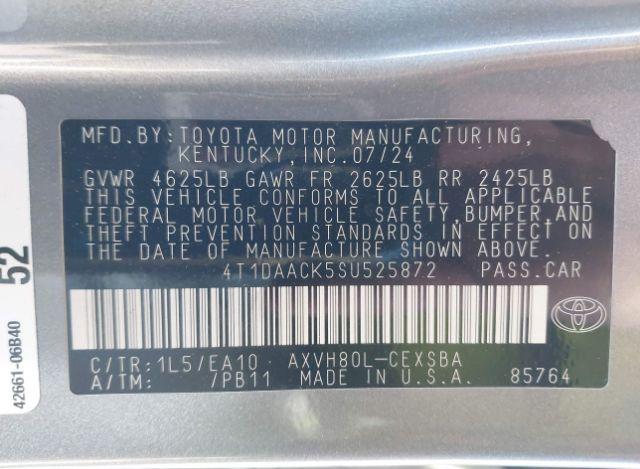 MFD.BY:TOYOTA MOTOR MANUFACTURING,
KENTUCKY,INC.07/24
GVWR 4625LB GAWR FR 2625LB RR 2425LB
THIS VEHICLE CONFORMS TO ALL APPLICABLE
FEDERAL MOTOR VEHICLE SAFETY,BUMPER,AND
THEFT PREVENTION STANDARDS IN EFFECT ON
THE DATE OF MANUFACTURE SHOWN ABOVE.
4T1DAACK5SU525872 PASS.CAR
C/TR:1L5/EA10 AXVH80L-CEXSBA
A/TM: /PB11 MADE IN U.S.A. 85764
52
42661-06B40